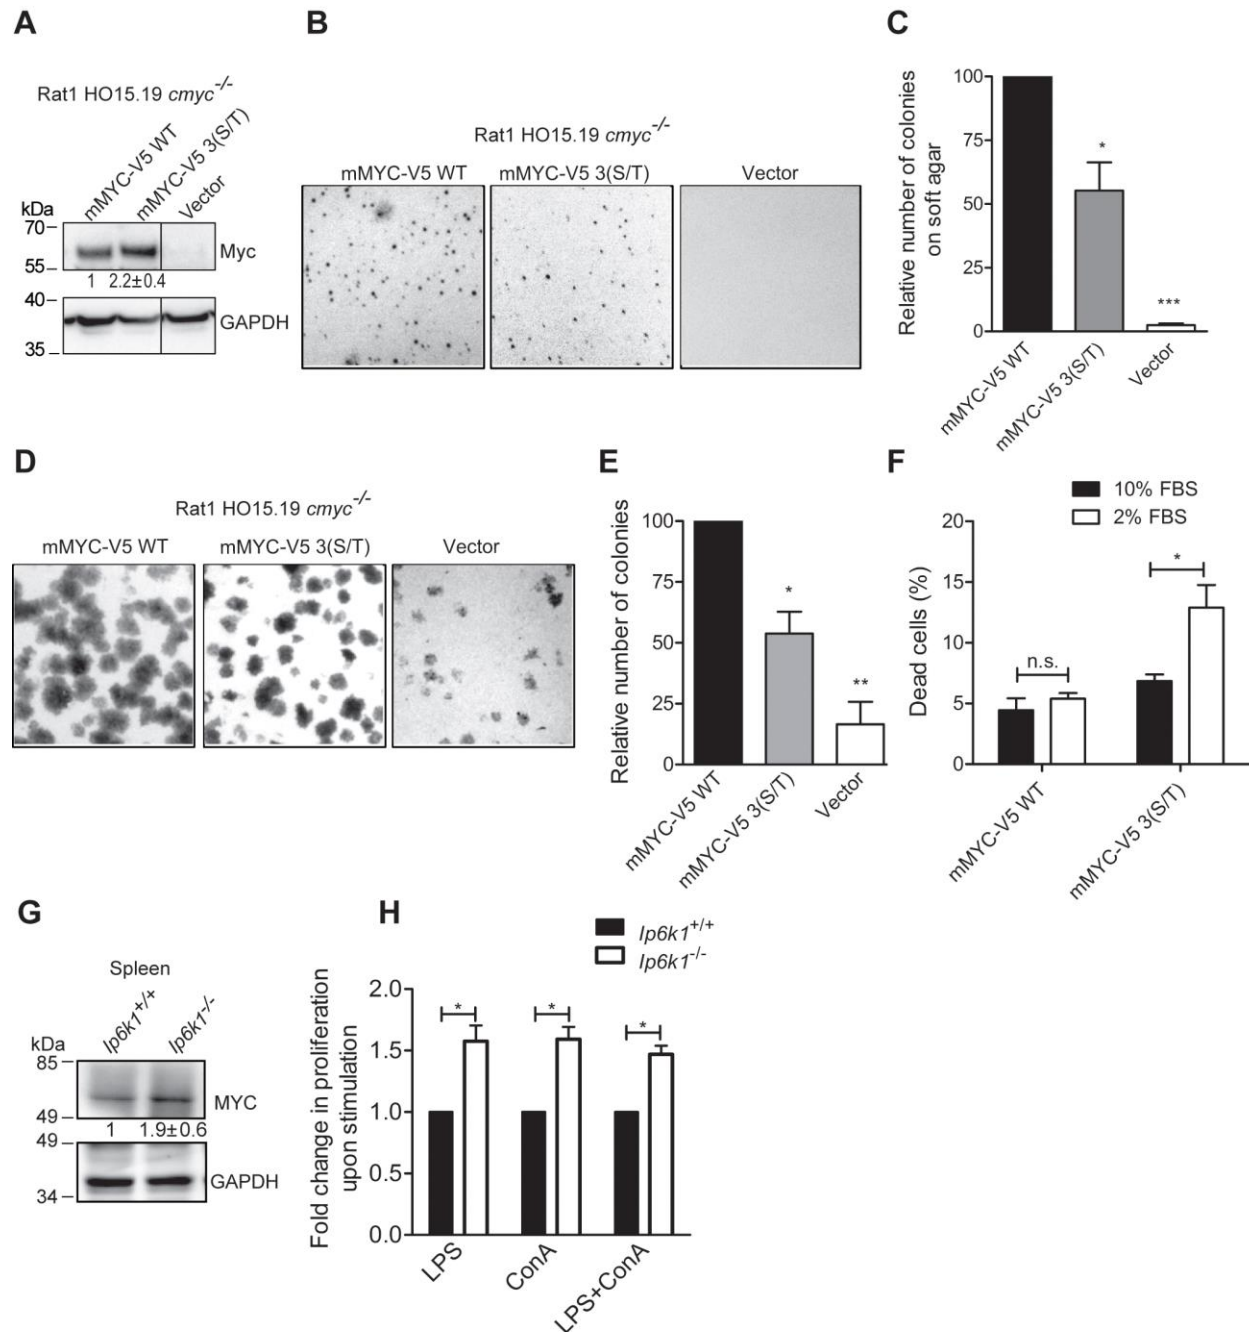 A
Rat1 HO15.19 cmyc-/-
mMYC-V5 WT
mMYC-V5 3(S/T)
Vector
kDa
70
55
Myc
1 2.2±0.4
40
35
GAPDH
B
Rat1 HO15.19 cmyc-/-
mMYC-V5 WT mMYC-V5 3(S/T) Vector
C
Relative number of colonies
on soft agar
100
75
50
25
0
*
***
mMYC-V5 WT
mMYC-V5 3(S/T)
Vector
D
Rat1 HO15.19 cmyc-/-
mMYC-V5 WT mMYC-V5 3(S/T) Vector
E
Relative number of colonies
100
75
50
25
0
*
**
mMYC-V5 WT
mMYC-V5 3(S/T)
Vector
F
10% FBS
2% FBS
Dead cells (%)
20
15
10
5
0
n.s.
*
mMYC-V5 WT
mMYC-V5 3(S/T)
G
Spleen
Ip6k1+/+
Ip6k1-/-
kDa
85
49
MYC
1 1.9±0.6
49
34
GAPDH
H
Ip6k1+/+
Ip6k1-/-
Fold change in proliferation
upon stimulation
2.0
1.5
1.0
0.5
0.0
*
*
*
LPS
ConA
LPS+ConA